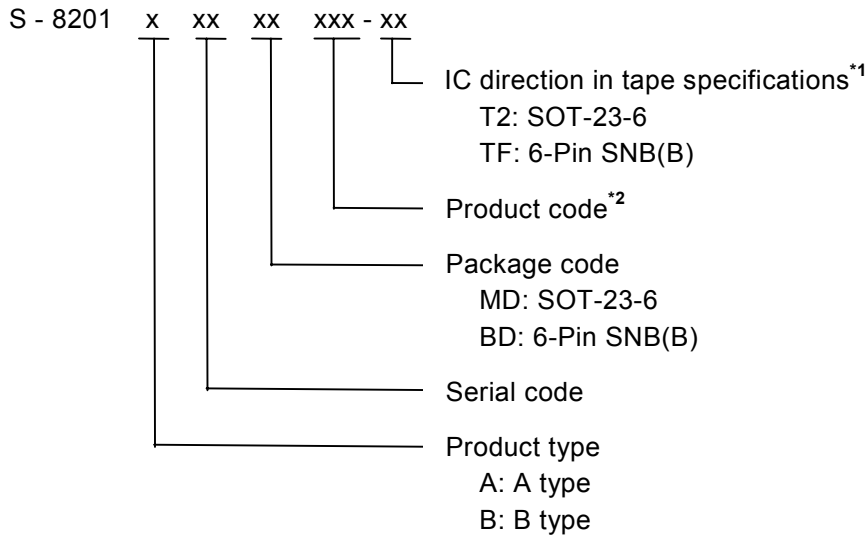 S - 8201 x xx xx xxx - xx
IC direction in tape specifications*1
T2: SOT-23-6
TF: 6-Pin SNB(B)
Product code*2
Package code
MD: SOT-23-6
BD: 6-Pin SNB(B)
Serial code
Product type
A: A type
B: B type